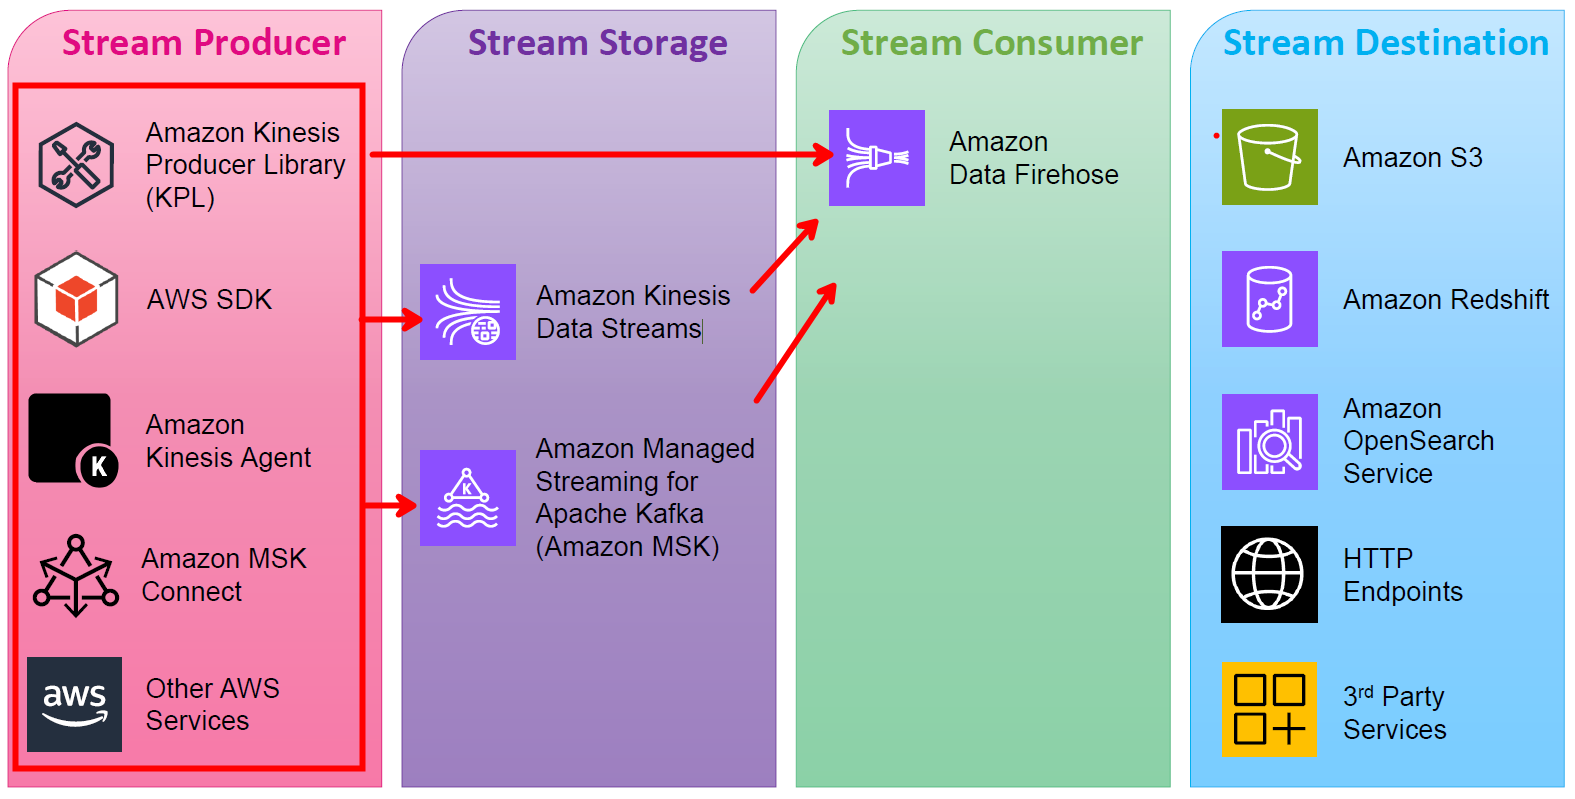 Stream Producer
Amazon Kinesis
Producer Library
(KPL)
AWS SDK
Amazon
Kinesis Agent
K
Amazon MSK
Connect
aws
Other AWS
Services
Stream Storage
Amazon Kinesis
Data Streams
K
Amazon Managed
Streaming for
Apache Kafka
(Amazon MSK)
Stream Consumer
Amazon
Data Firehose
Stream Destination
Amazon S3
Amazon Redshift
Amazon
OpenSearch
Service
HTTP
Endpoints
3rd Party
Services